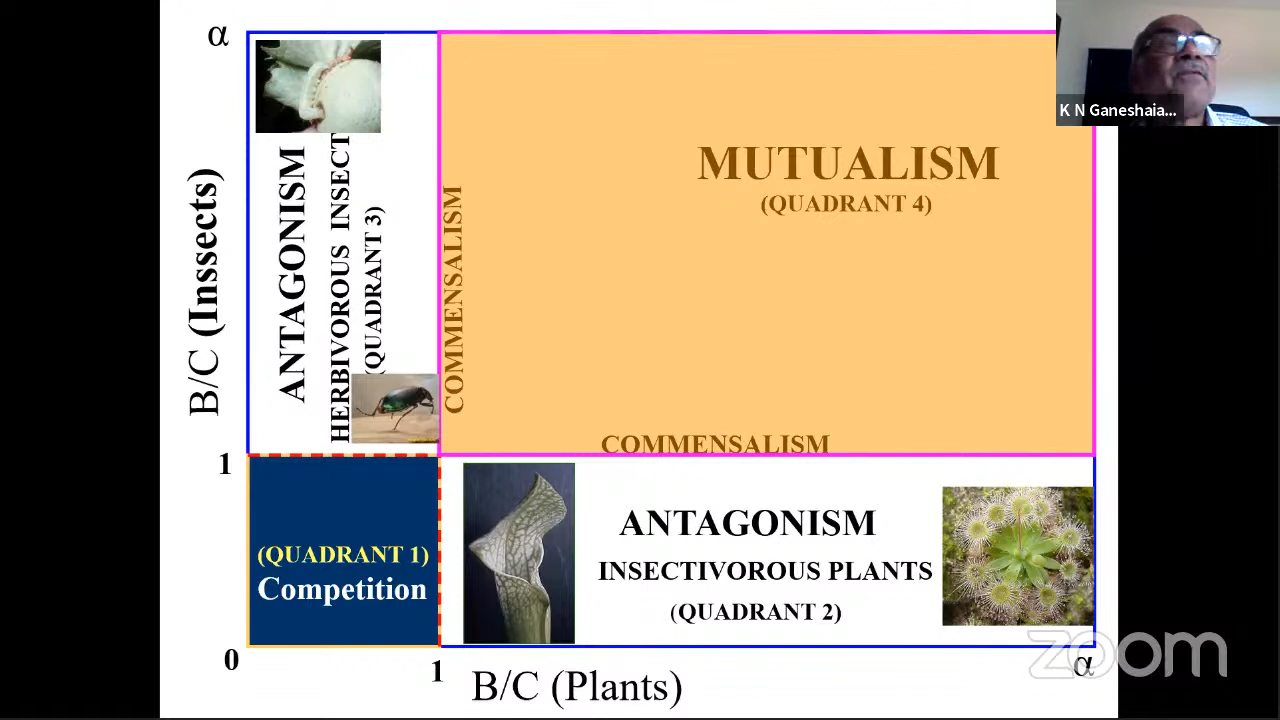 α
K N Ganeshaia...
MUTUALISM
(QUADRANT 4)
ANTAGONISM
HERBIVOROUS INSECT
(QUADRANT 3)
COMMENSALISM
B/C (Inssects)
COMMENSALISM
1
ANTAGONISM
INSECTIVOROUS PLANTS
(QUADRANT 2)
(QUADRANT 1)
Competition
0
1
B/C (Plants)
α
zoom